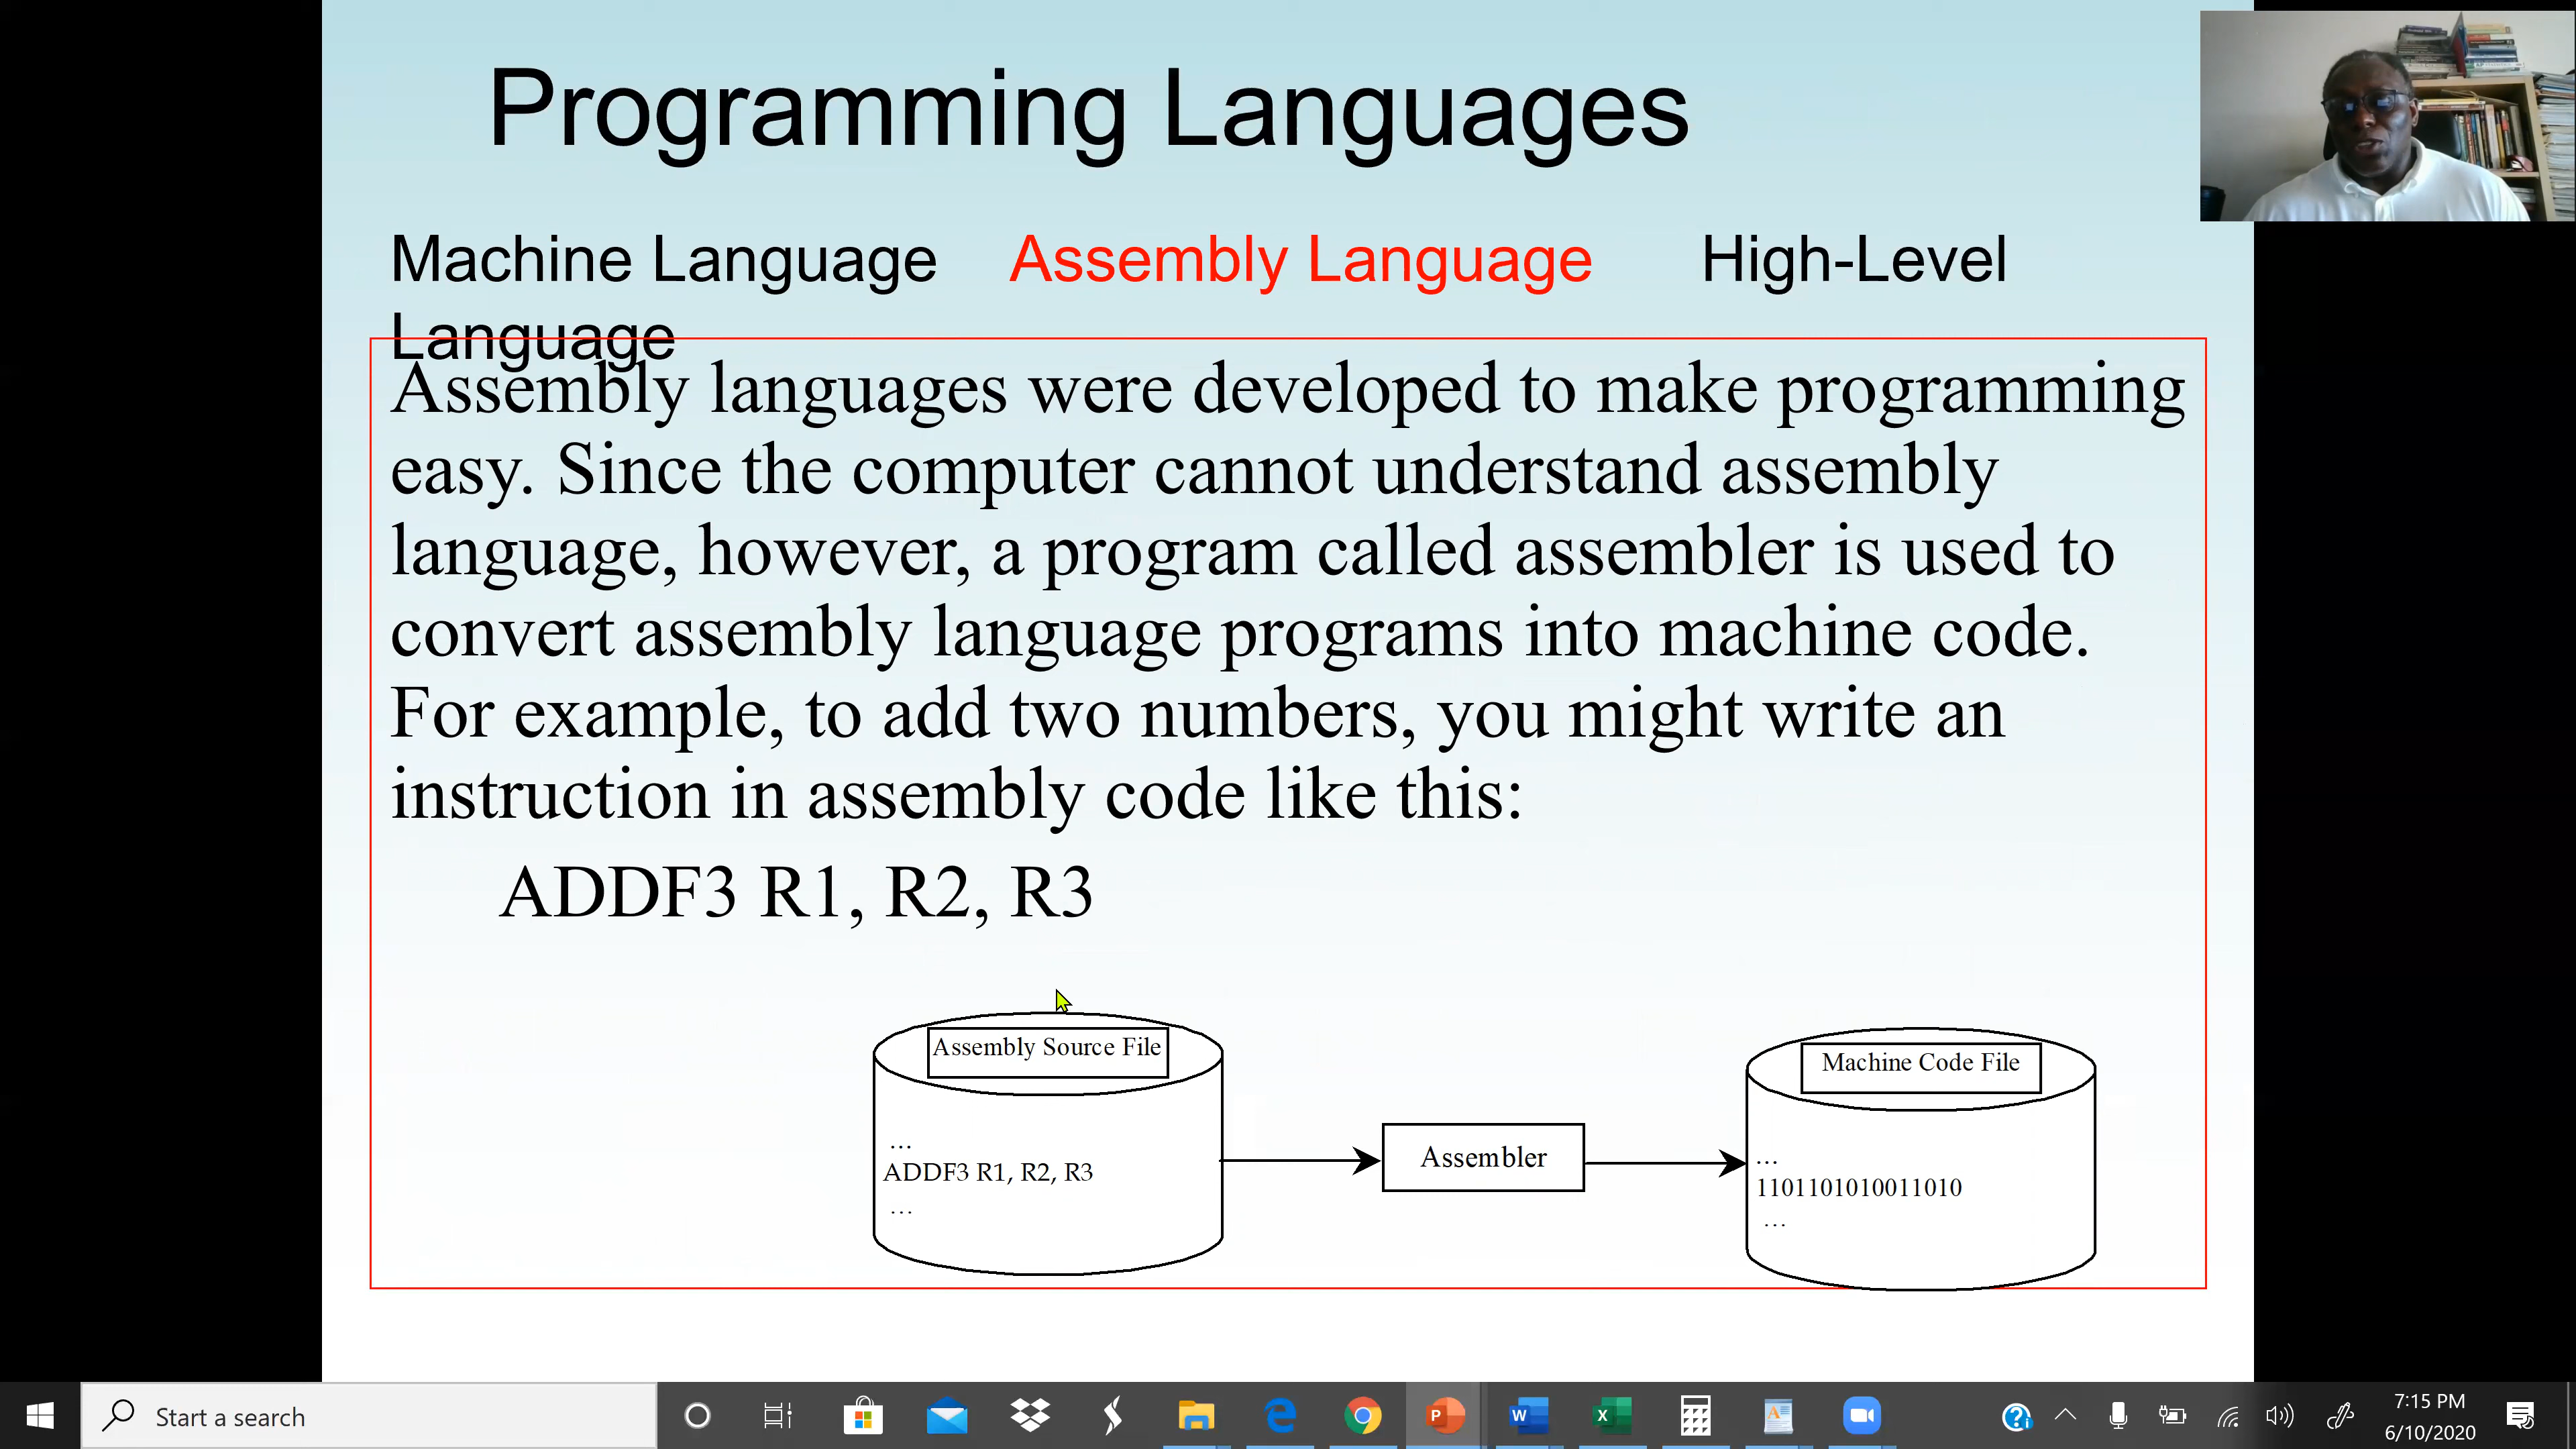 Programming Languages
Machine Language Assembly Language High-Level
Language
Assembly languages were developed to make programming
easy. Since the computer cannot understand assembly
language, however, a program called assembler is used to
convert assembly language programs into machine code.
For example, to add two numbers, you might write an
instruction in assembly code like this:
ADDF3 R1, R2, R3
Assembly Source File
...
ADDF3 R1, R2, R3
...
Assembler
Machine Code File
...
1101101010011010
...
Start a search
7:15 PM
6/10/2020